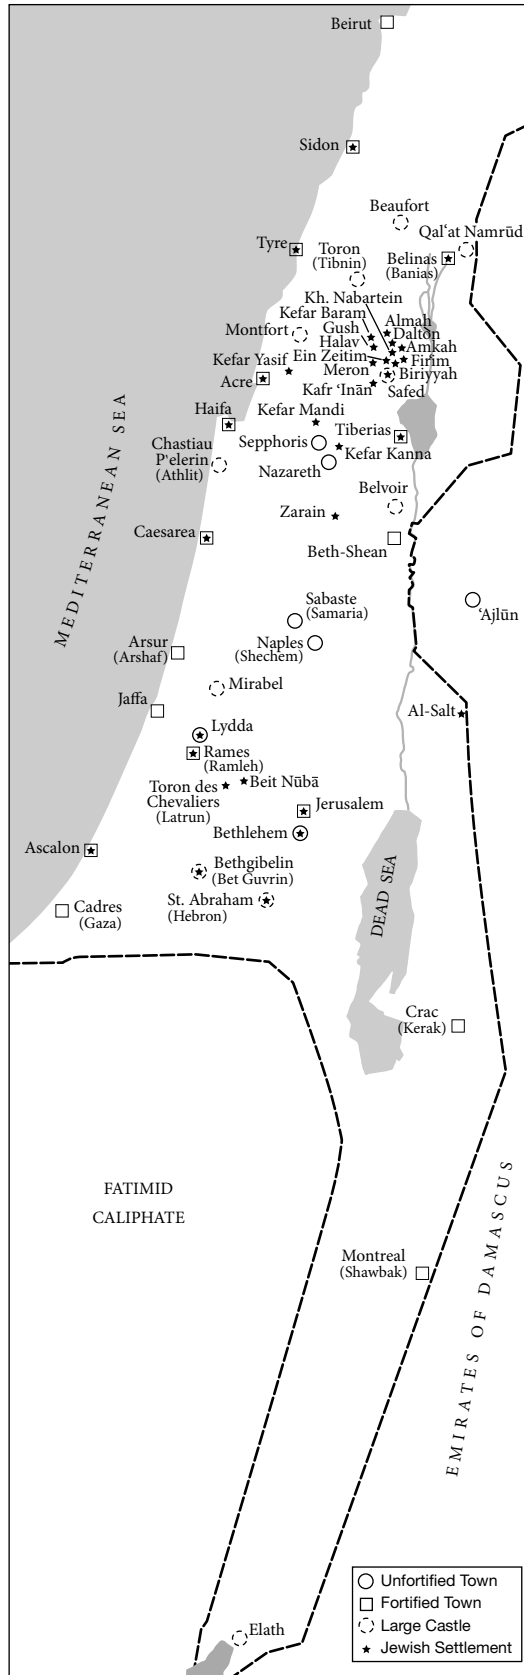 Beirut
Sidon
Beaufort
Qal‘at Namrūd
Tyre
Toron
(Tibnin)
Belinas
(Banias)
Kh. Nabartein
Kefar Baram
Almah
Montfort
Gush
Halav
Dalton
Amkah
Ein Zeitim
Firim
Kefar Yasif
Meron
Biriyyah
Acre
Kafr ‘Inān
Safed
Haifa
Kefar Mandi
Tiberias
Sepphoris
Kefar Kanna
Chastiau
P'elerin
(Athlit)
Nazareth
Belvoir
Zarain
Caesarea
Beth-Shean
MEDITERRANEAN SEA
Sabaste
(Samaria)
‘Ajlūn
Naples
(Shechem)
Arsur
(Arshaf)
Mirabel
Jaffa
Al-Salt
Lydda
Rames
(Ramleh)
Toron des
Chevaliers
(Latrun)
Beit Nūbā
Jerusalem
Bethlehem
Ascalon
Bethgibelin
(Bet Guvrin)
DEAD SEA
St. Abraham
(Hebron)
Cadres
(Gaza)
Crac
(Kerak)
FATIMID
CALIPHATE
Montreal
(Shawbak)
EMIRATES OF DAMASCUS
Elath
Unfortified Town
Fortified Town
Large Castle
Jewish Settlement